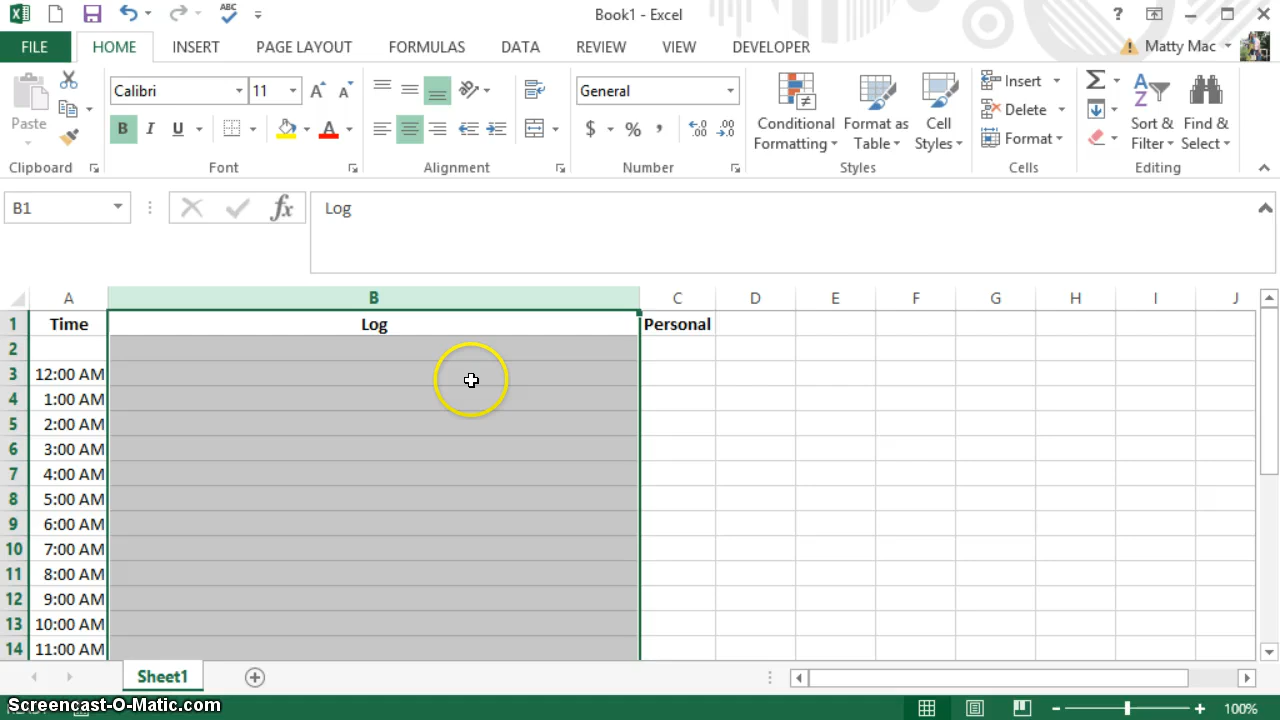 Book1 - Excel
?
FILE HOME INSERT PAGE LAYOUT FORMULAS DATA REVIEW VIEW DEVELOPER Matty Mac
Paste
Calibri 11
B I U A
General
$ % ,
Conditional Formatting
Format as Table
Cell Styles
Insert
Delete
Format
Sort & Filter
Find & Select
Clipboard Font Alignment Number Styles Cells Editing
B1 fx Log
A B C D E F G H I J
1 Time Log Personal
2
3 12:00 AM
4 1:00 AM
5 2:00 AM
6 3:00 AM
7 4:00 AM
8 5:00 AM
9 6:00 AM
10 7:00 AM
11 8:00 AM
12 9:00 AM
13 10:00 AM
14 11:00 AM
Sheet1
Screencast-O-Matic.com 100%